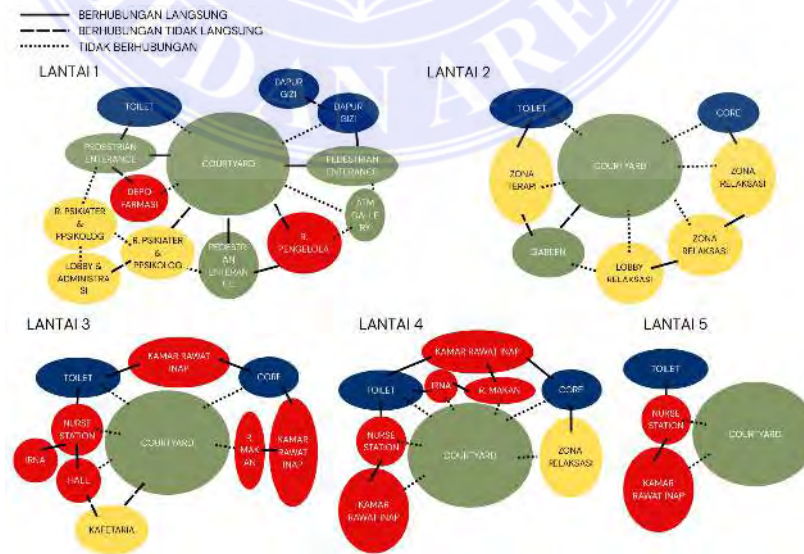 BERHUBUNGAN LANGSUNG
BERHUBUNGAN TIDAK LANGSUNG
TIDAK BERHUBUNGAN
DAN AREA
LANTAI 1
TOILET
DAPUR
GIZI
DAPUR
GIZI
PEDESTRIAN
ENTERANCE
COURTYARD
PEDESTRIAN
ENTERANCE
DEPO
FARMASI
ATM
GALLE
RY
R. PSIKIATER
&
PPSIKOLOG
R. PSIKIATER
&
PPSIKOLOG
PEDESTRI
AN
ENTERAN
CE
R.
PENGELOLA
LOBBY &
ADMINISTRA
SI
LANTAI 2
TOILET
CORE
COURTYARD
ZONA
TERAPI
ZONA
RELAKSASI
ZONA
RELAKSASI
LOBBY
RELAKSASI
LANTAI 3
KAMAR RAWAT
INAP
TOILET
CORE
NURSE
STATION
COURTYARD
R.
MAK
AN
KAMAR
RAWAT
INAP
IRNA
HALL
KAFETARIA
LANTAI 4
KAMAR RAWAT
INAP
TOILET
IRNA
R. MAKAN
CORE
NURSE
STATION
COURTYARD
ZONA
RELAKSASI
KAMAR
RAWAT INAP
LANTAI 5
TOILET
NURSE
STATION
COURTYARD
KAMAR
RAWAT INAP